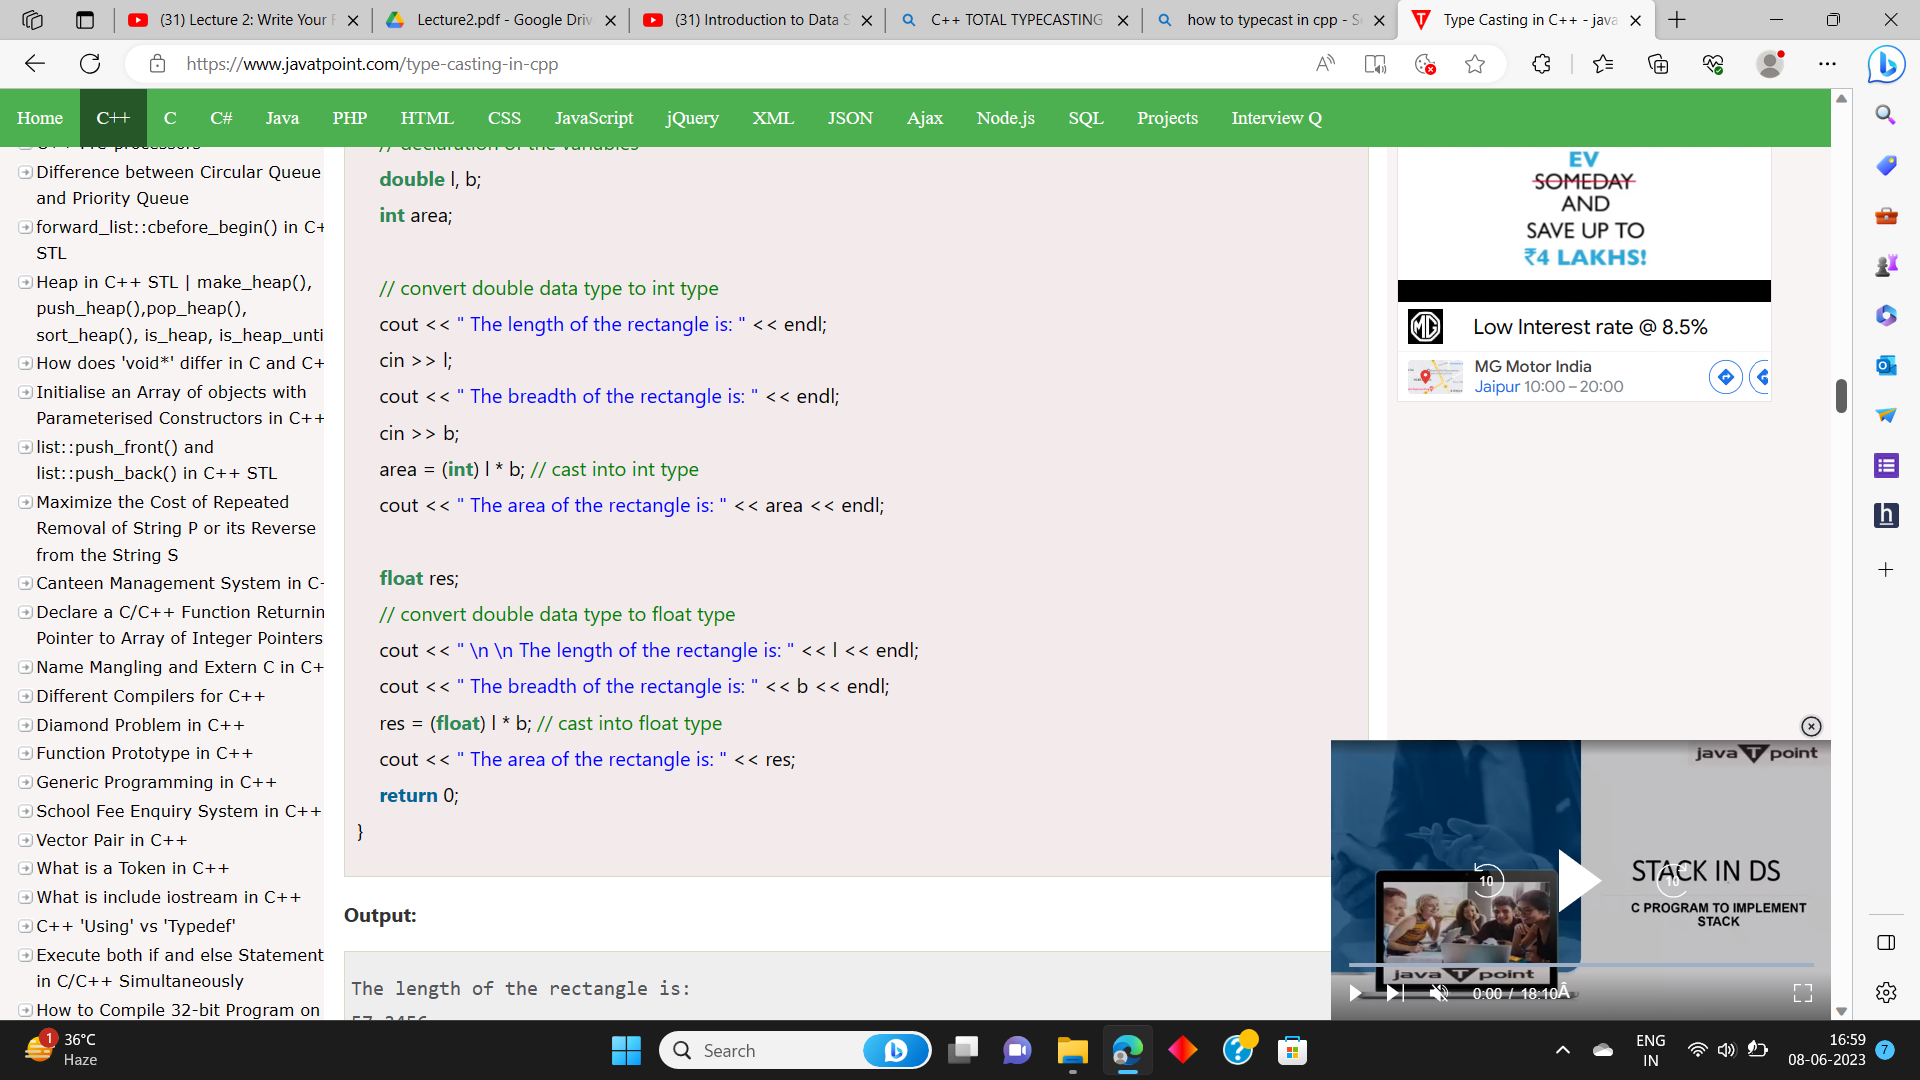 (31) Lecture 2: Write Your F
Lecture2.pdf - Google Driv
(31) Introduction to Data S
C++ TOTAL TYPECASTING
how to typecast in cpp - Se
Type Casting in C++ - java
https://www.javatpoint.com/type-casting-in-cpp
Home C++ C C# Java PHP HTML CSS JavaScript jQuery XML JSON Ajax Node.js SQL Projects Interview Q
C++ Pre-processors
Difference between Circular Queue
and Priority Queue
forward_list::cbefore_begin() in C+
STL
Heap in C++ STL | make_heap(),
push_heap(),pop_heap(),
sort_heap(), is_heap, is_heap_unti
How does 'void*' differ in C and C+
Initialise an Array of objects with
Parameterised Constructors in C++
list::push_front() and
list::push_back() in C++ STL
Maximize the Cost of Repeated
Removal of String P or its Reverse
from the String S
Canteen Management System in C-
Declare a C/C++ Function Returnin
Pointer to Array of Integer Pointers
Name Mangling and Extern C in C+
Different Compilers for C++
Diamond Problem in C++
Function Prototype in C++
Generic Programming in C++
School Fee Enquiry System in C++
Vector Pair in C++
What is a Token in C++
What is include iostream in C++
C++ 'Using' vs 'Typedef'
Execute both if and else Statement
in C/C++ Simultaneously
How to Compile 32-bit Program on
// declaration of the variables
double l, b;
int area;
// convert double data type to int type
cout << " The length of the rectangle is: " << endl;
cin >> l;
cout << " The breadth of the rectangle is: " << endl;
cin >> b;
area = (int) l * b; // cast into int type
cout << " The area of the rectangle is: " << area << endl;
float res;
// convert double data type to float type
cout << " \n \n The length of the rectangle is: " << l << endl;
cout << " The breadth of the rectangle is: " << b << endl;
res = (float) l * b; // cast into float type
cout << " The area of the rectangle is: " << res;
return 0;
}
Output:
The length of the rectangle is:
57.3456
EV
SOMEDAY
AND
SAVE UP TO
₹4 LAKHS!
MG
Low Interest rate @ 8.5%
MG Motor India
Jaipur 10:00 – 20:00
java T point
STACK IN DS
C PROGRAM TO IMPLEMENT
STACK
10
10
java T point
0:00 / 18:10Â
1
36°C
Haze
Search
ENG
IN
16:59
08-06-2023
7